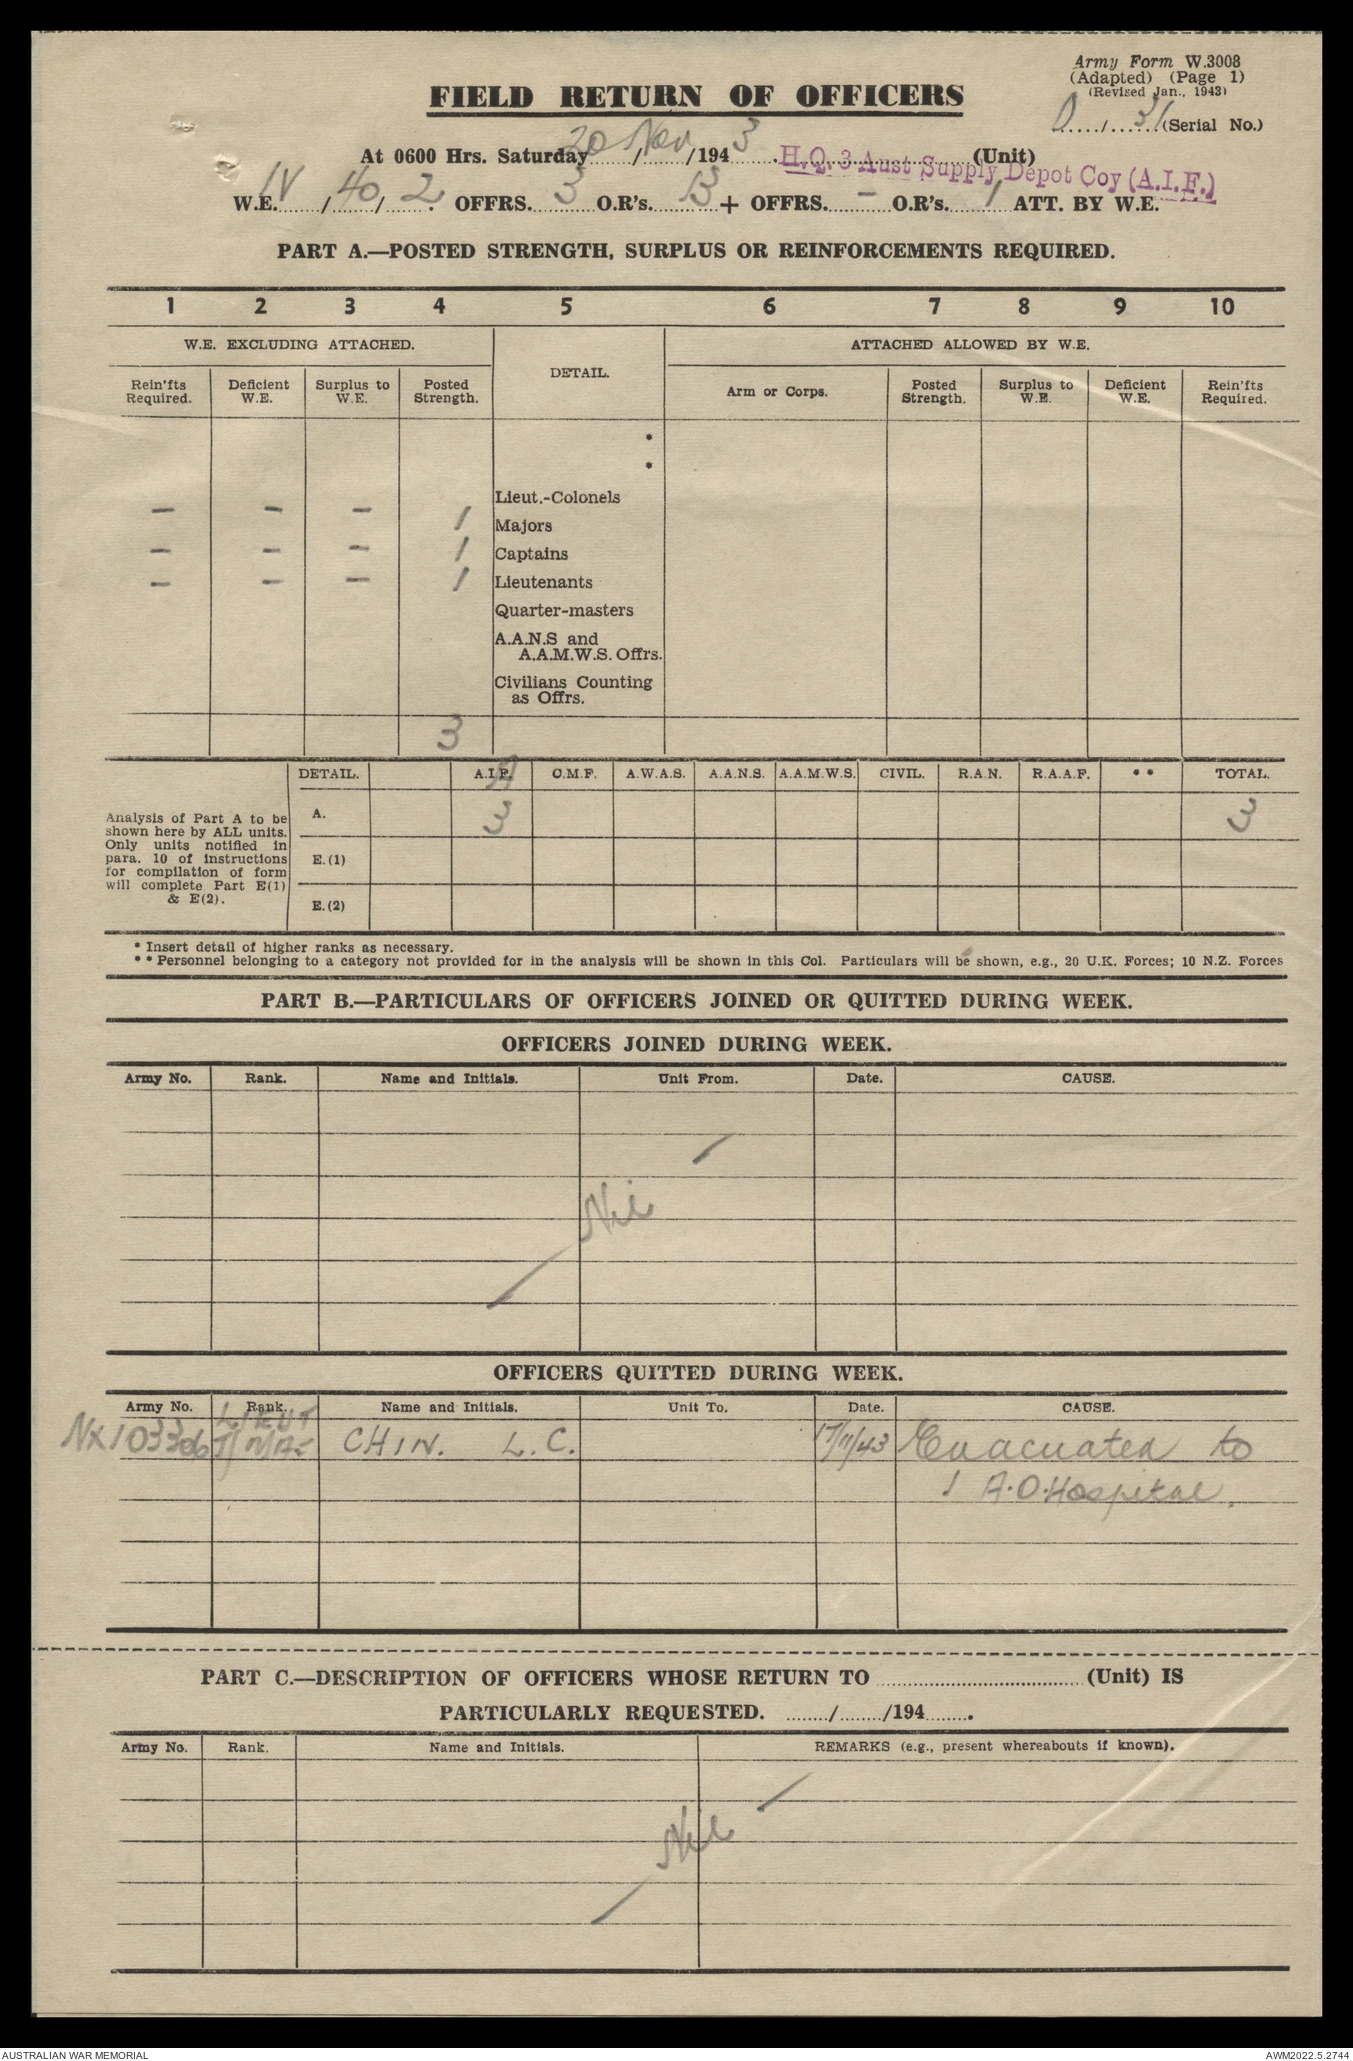 Army Form W.3008
(Adapted) (Page 1)
(Revised Jan., 1943)
D...../...31...(Serial No.)
FIELD RETURN OF OFFICERS
At 0600 Hrs. Saturday 20 / Nov /194 3 . H.Q. 3 Aust Supply Depot Coy (A.I.F.) (Unit)
W.E. IV / 40 / 2 . OFFRS. 3 O.R's. 13 + OFFRS. – O.R's. 1 ATT. BY W.E.
PART A.—POSTED STRENGTH, SURPLUS OR REINFORCEMENTS REQUIRED.
1 2 3 4 5 6 7 8 9 10
W.E. EXCLUDING ATTACHED. DETAIL. ATTACHED ALLOWED BY W.E.
Rein'fts Required. Deficient W.E. Surplus to W.E. Posted Strength. Arm or Corps. Posted Strength. Surplus to W.E. Deficient W.E. Rein'fts Required.
*
*
Lieut.-Colonels
– – – 1 Majors
– – – 1 Captains
– – – 1 Lieutenants
Quarter-masters
A.A.N.S and
A.A.M.W.S. Offrs.
Civilians Counting
as Offrs.
3
DETAIL. A.I.F. C.M.F. A.W.A.S. A.A.N.S. A.A.M.W.S. CIVIL. R.A.N. R.A.A.F. * * TOTAL.
A. 3 3
Analysis of Part A to be
shown here by ALL units.
Only units notified in
para. 10 of instructions
for compilation of form
will complete Part E(1)
& E(2).
E.(1)
E.(2)
* Insert detail of higher ranks as necessary.
* * Personnel belonging to a category not provided for in the analysis will be shown in this Col. Particulars will be shown, e.g., 20 U.K. Forces; 10 N.Z. Forces
PART B.—PARTICULARS OF OFFICERS JOINED OR QUITTED DURING WEEK.
OFFICERS JOINED DURING WEEK.
Army No. Rank. Name and Initials. Unit From. Date. CAUSE.
Nil
OFFICERS QUITTED DURING WEEK.
Army No. Rank. Name and Initials. Unit To. Date. CAUSE.
LIEUT
NX103306 T/MAJ CHIN. L.C. 17/11/43 Evacuated to
1 A.O. Hospital.
PART C.—DESCRIPTION OF OFFICERS WHOSE RETURN TO ........................................(Unit) IS
PARTICULARLY REQUESTED. ......../......../194........
Army No. Rank. Name and Initials. REMARKS (e.g., present whereabouts if known).
Nil
AUSTRALIAN WAR MEMORIAL AWM2022.5.2744